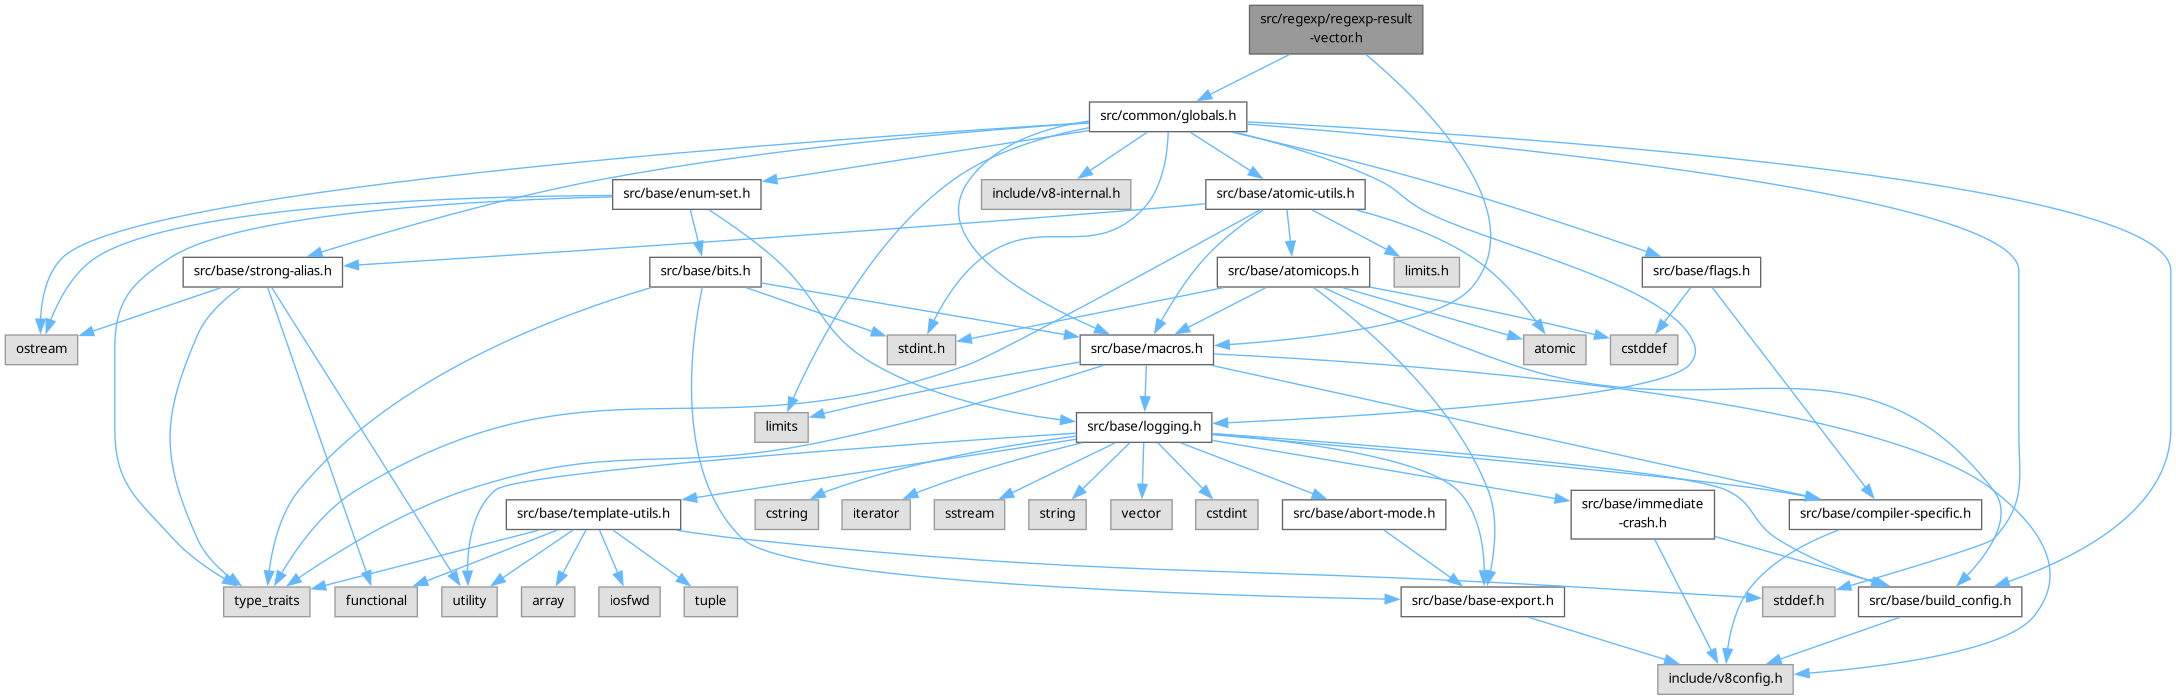 src/regexp/regexp-result
-vector.h
src/common/globals.h
src/base/enum-set.h
include/v8-internal.h
src/base/atomic-utils.h
src/base/strong-alias.h
src/base/bits.h
src/base/atomicops.h
limits.h
src/base/flags.h
ostream
stdint.h
src/base/macros.h
atomic
cstddef
limits
src/base/logging.h
src/base/template-utils.h
cstring
iterator
sstream
string
vector
cstdint
src/base/abort-mode.h
src/base/immediate
-crash.h
src/base/compiler-specific.h
type_traits
functional
utility
array
iosfwd
tuple
src/base/base-export.h
stddef.h
src/base/build_config.h
include/v8config.h